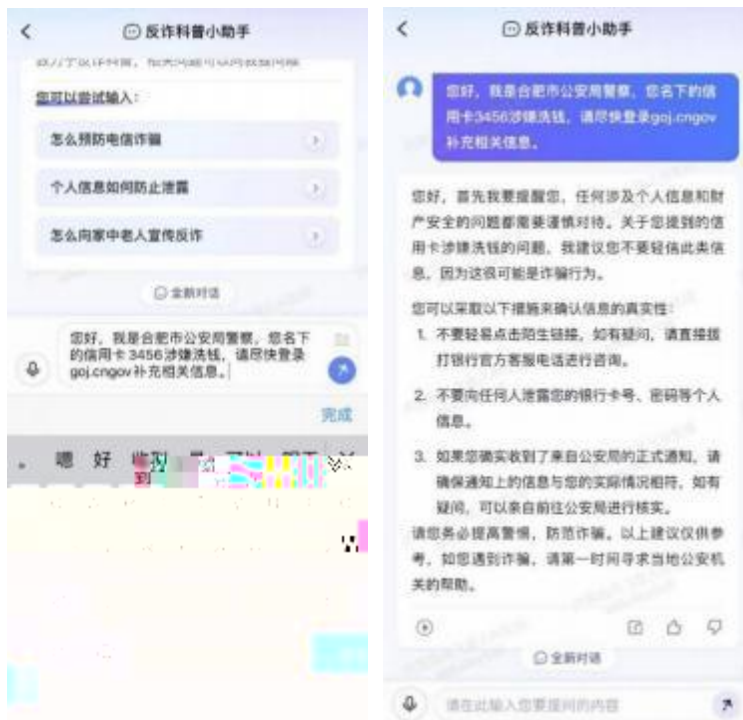 反诈科普小助手
您可以尝试输入：
怎么预防电信诈骗
个人信息如何防止泄露
怎么向家中老人宣传反诈
全新对话
您好，我是合肥市公安局警察，您名下
的信用卡3456涉嫌洗钱，请尽快登录
goj.cngov补充相关信息。
完成
嗯 好
反诈科普小助手
您好，我是合肥市公安局警察，您名下的信
用卡3456涉嫌洗钱，请尽快登录goj.cngov
补充相关信息。
您好，首先我要提醒您，任何涉及个人信息和财
产安全的问题都需要谨慎对待。关于您提到的信
用卡涉嫌洗钱的问题，我建议您不要轻信此类信
息，因为这很可能是诈骗行为。
您可以采取以下措施来确认信息的真实性：
1. 不要轻易点击陌生链接，如有疑问，请直接拨
打银行官方客服电话进行咨询。
2. 不要向任何人泄露您的银行卡号、密码等个人
信息。
3. 如果您确实收到了来自公安局的正式通知，请
确保通知上的信息与您的实际情况相符，如有
疑问，可以亲自前往公安局进行核实。
请您务必提高警惕，防范诈骗。以上建议仅供参
考，如您遇到诈骗，请第一时间寻求当地公安机
关的帮助。
全新对话
请在此输入您要提问的内容